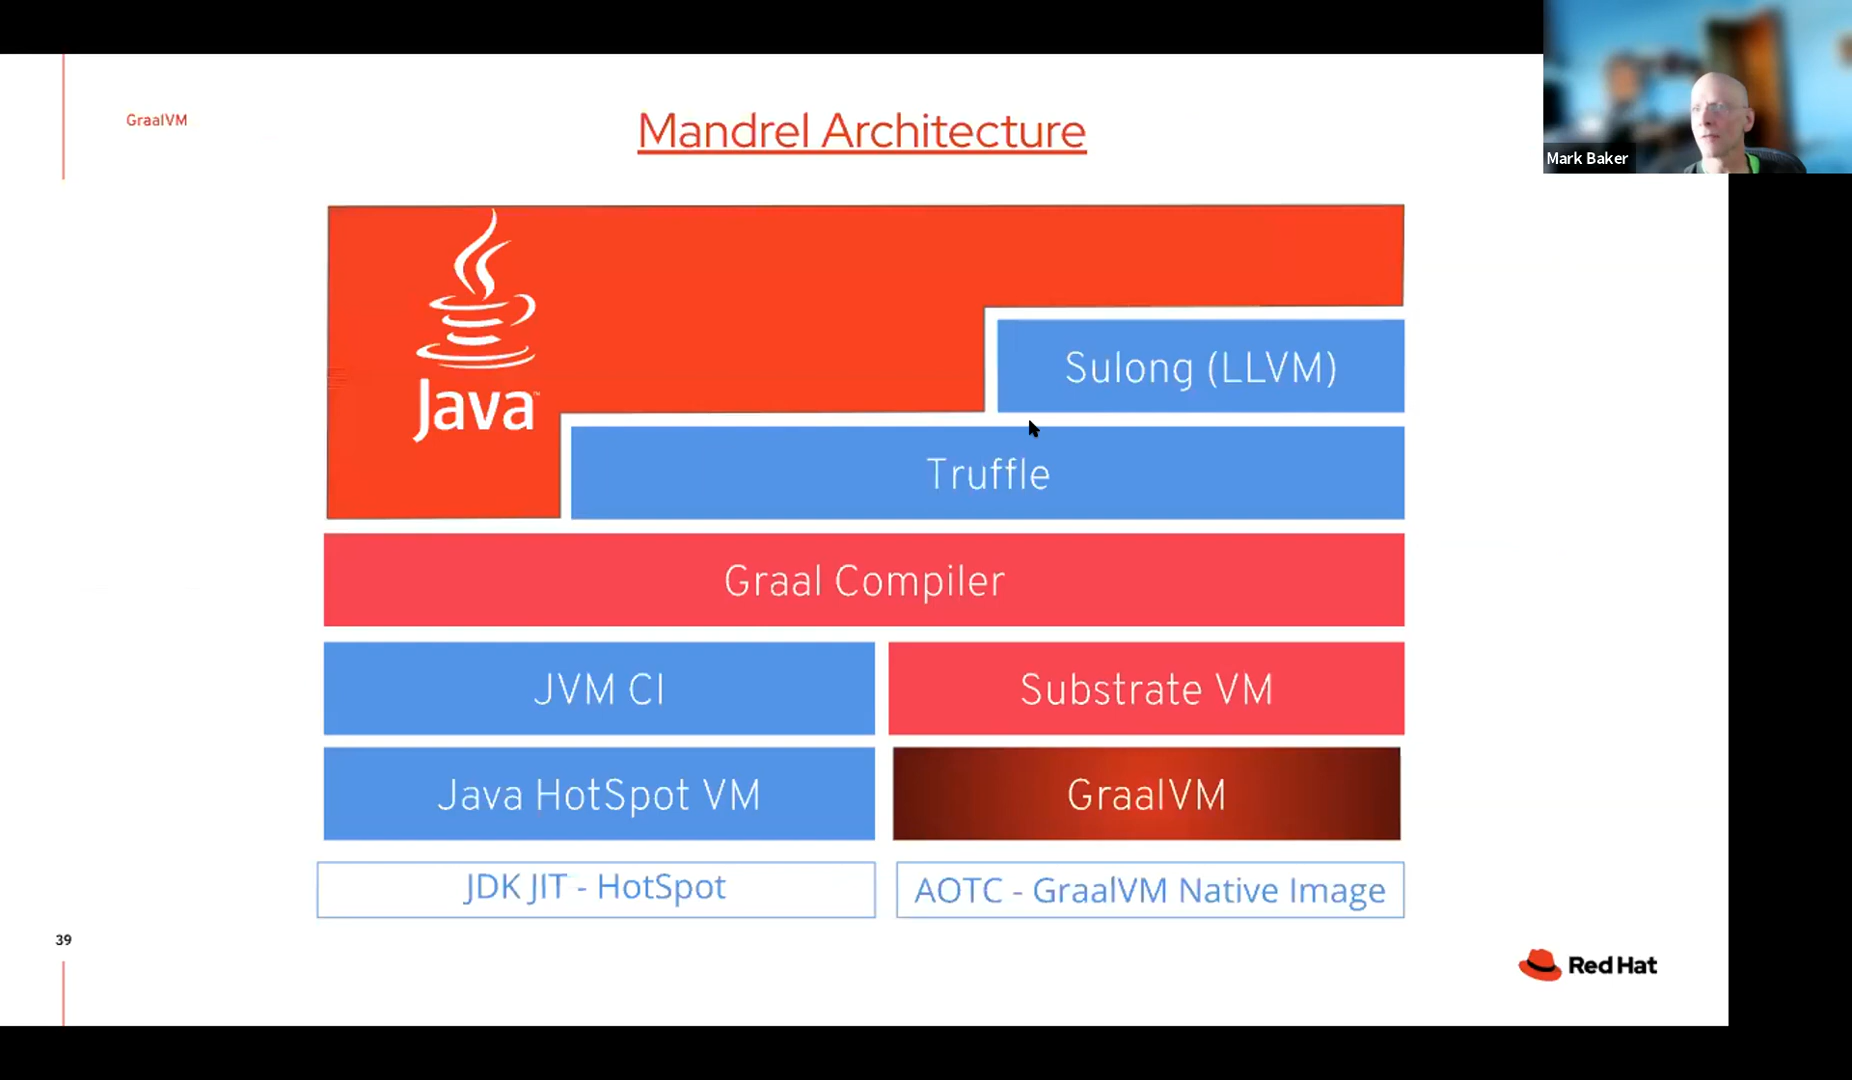 GraalVM
Mandrel Architecture
Mark Baker
Java™
Sulong (LLVM)
Truffle
Graal Compiler
JVM CI
Substrate VM
Java HotSpot VM
GraalVM
JDK JIT - HotSpot
AOTC - GraalVM Native Image
39
Red Hat